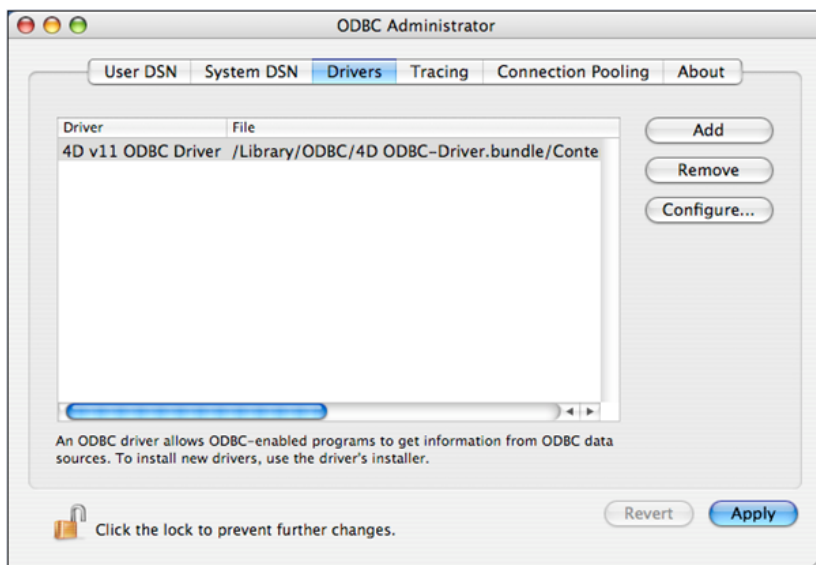 ODBC Administrator
User DSN System DSN Drivers Tracing Connection Pooling About
Driver File
4D v11 ODBC Driver /Library/ODBC/4D ODBC-Driver.bundle/Conte
Add
Remove
Configure...
An ODBC driver allows ODBC-enabled programs to get information from ODBC data
sources. To install new drivers, use the driver's installer.
Click the lock to prevent further changes.
Revert Apply